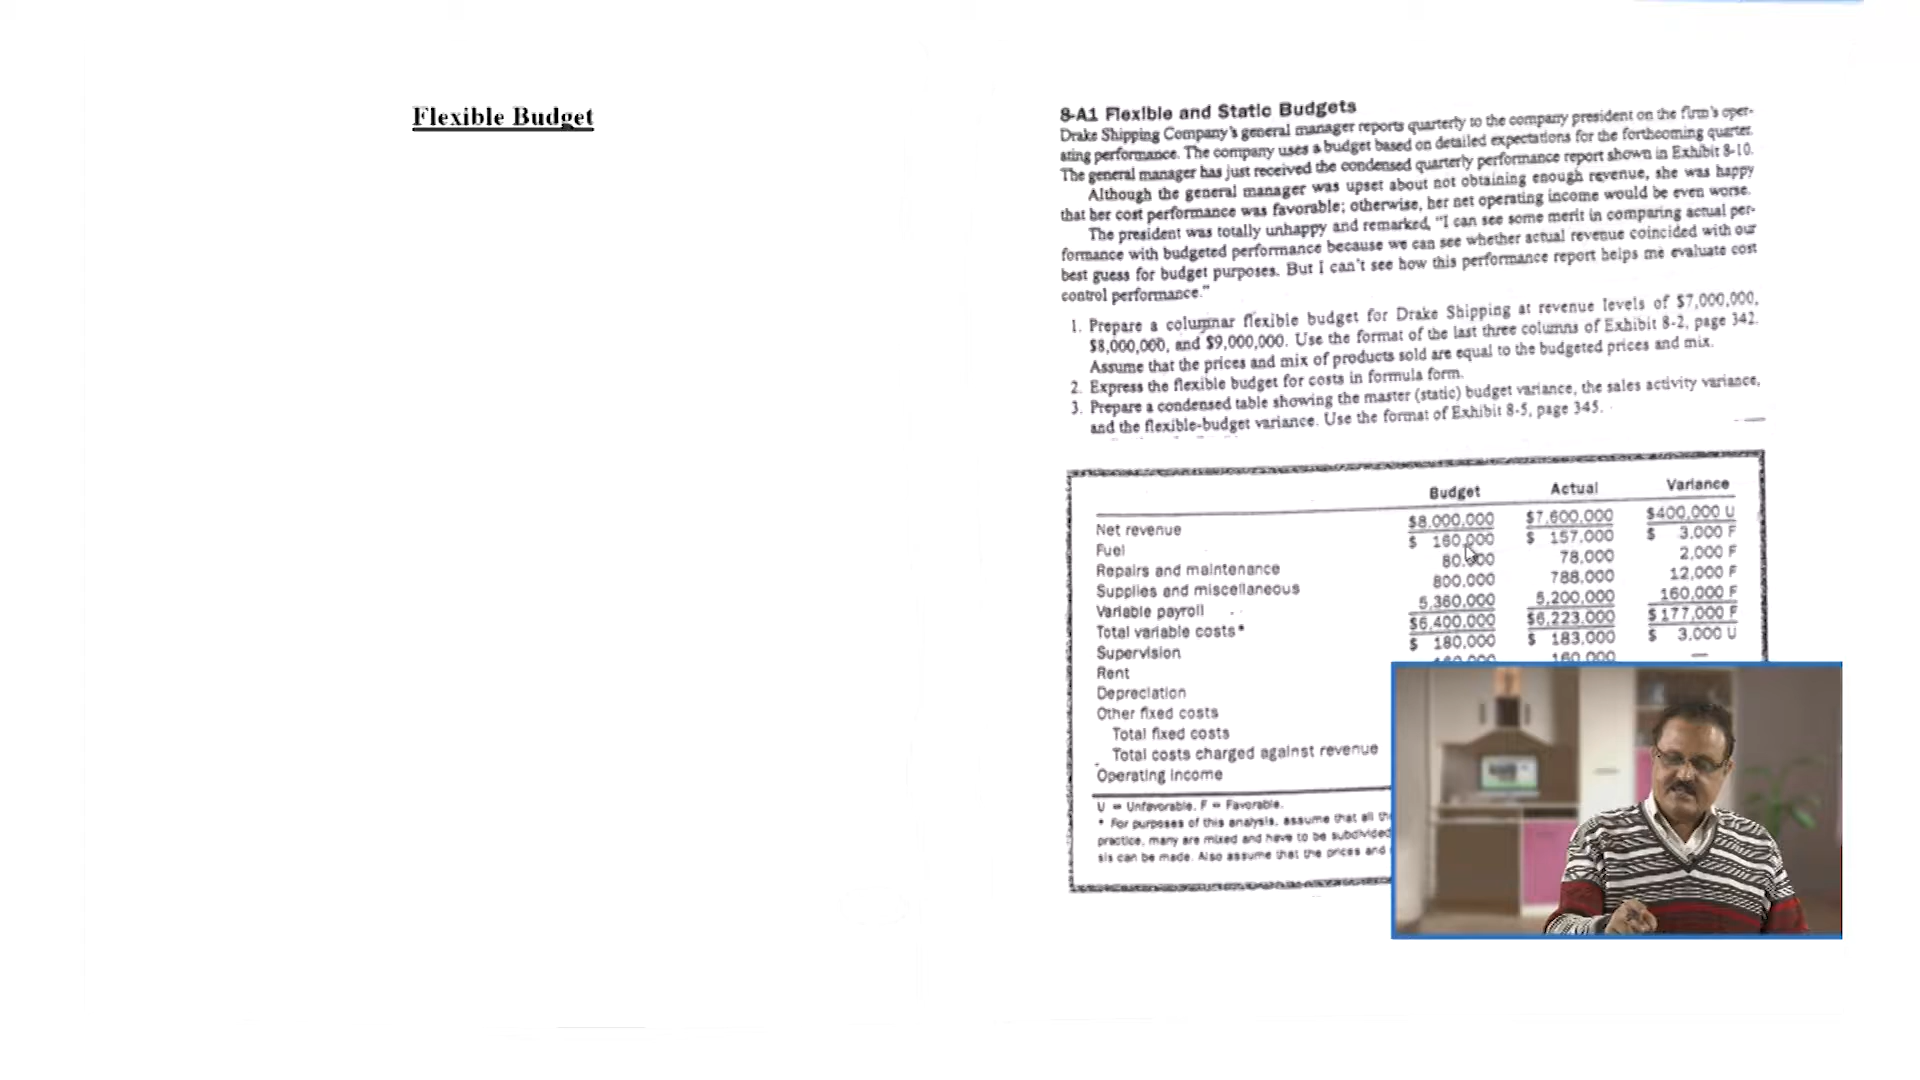 Flexible Budget
8-A1 Flexible and Static Budgets
Drake Shipping Company's general manager reports quarterly to the company president on the firm's oper-
ating performance. The company uses a budget based on detailed expectations for the forthcoming quarter.
The general manager has just received the condensed quarterly performance report shown in Exhibit 8-10.
Although the general manager was upset about not obtaining enough revenue, she was happy
that her cost performance was favorable; otherwise, her net operating income would be even worse.
The president was totally unhappy and remarked, "I can see some merit in comparing actual per-
formance with budgeted performance because we can see whether actual revenue coincided with our
best guess for budget purposes. But I can't see how this performance report helps me evaluate cost
control performance."
1. Prepare a columnar flexible budget for Drake Shipping at revenue levels of $7,000,000,
$8,000,000, and $9,000,000. Use the format of the last three columns of Exhibit 8-2, page 342.
Assume that the prices and mix of products sold are equal to the budgeted prices and mix.
2. Express the flexible budget for costs in formula form.
3. Prepare a condensed table showing the master (static) budget variance, the sales activity variance,
and the flexible-budget variance. Use the format of Exhibit 8-5, page 345.
Budget Actual Variance
Net revenue $8,000,000 $7,600,000 $400,000 U
Fuel $ 160,000 $ 157,000 $ 3,000 F
Repairs and maintenance 80,000 78,000 2,000 F
Supplies and miscellaneous 800,000 788,000 12,000 F
Variable payroll 5,360,000 5,200,000 160,000 F
Total variable costs* $6,400,000 $6,223,000 $177,000 F
Supervision $ 180,000 $ 183,000 $ 3,000 U
Rent 160,000 160,000 —
Depreciation
Other fixed costs
Total fixed costs
Total costs charged against revenue
Operating income
U = Unfavorable. F = Favorable.
* For purposes of this analysis, assume that all
practice, many are mixed and have to be subdivided
sis can be made. Also assume that the prices and